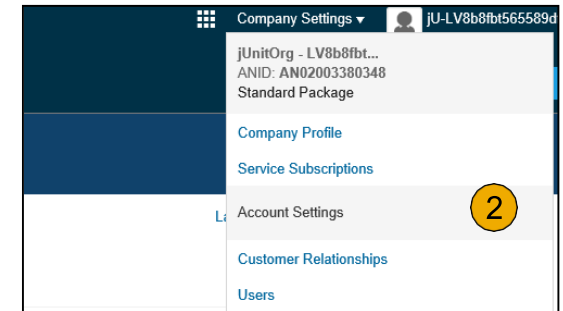 Company Settings ▾ jU-LV8b8fbt565589d
jUnitOrg - LV8b8fbt...
ANID: AN02003380348
Standard Package
Company Profile
Service Subscriptions
La
Account Settings
2
Customer Relationships
Users